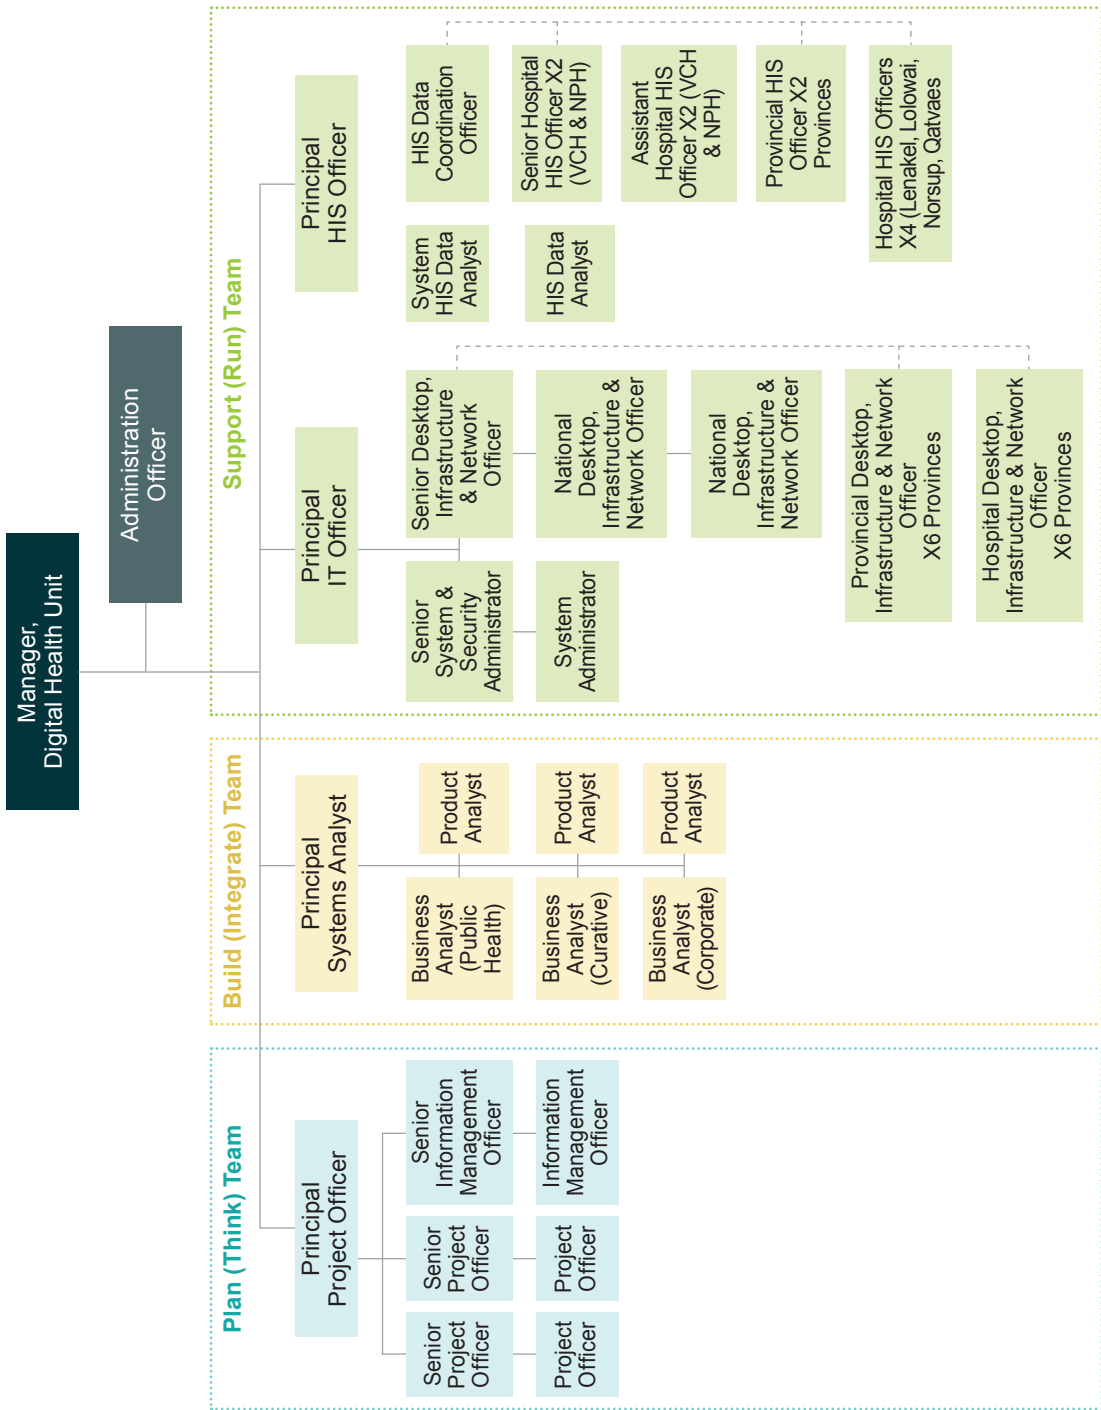 Manager,
Digital Health Unit
Administration
Officer
Plan (Think) Team
Principal
Project Officer
Senior
Project
Officer
Project
Officer
Senior
Project
Officer
Project
Officer
Senior
Information
Management
Officer
Information
Management
Officer
Build (Integrate) Team
Principal
Systems Analyst
Business
Analyst
(Public
Health)
Product
Analyst
Business
Analyst
(Curative)
Product
Analyst
Business
Analyst
(Corporate)
Product
Analyst
Support (Run) Team
Principal
IT Officer
Senior
System &
Security
Administrator
System
Administrator
Senior Desktop,
Infrastructure
& Network
Officer
National
Desktop,
Infrastructure &
Network Officer
National
Desktop,
Infrastructure &
Network Officer
Provincial Desktop,
Infrastructure & Network
Officer
X6 Provinces
Hospital Desktop,
Infrastructure & Network
Officer
X6 Provinces
Principal
HIS Officer
System
HIS Data
Analyst
HIS Data
Analyst
HIS Data
Coordination
Officer
Senior Hospital
HIS Officer X2
(VCH & NPH)
Assistant
Hospital HIS
Officer X2 (VCH
& NPH)
Provincial HIS
Officer X2
Provinces
Hospital HIS Officers
X4 (Lenakel, Lolowai,
Norsup, Qatvaes)